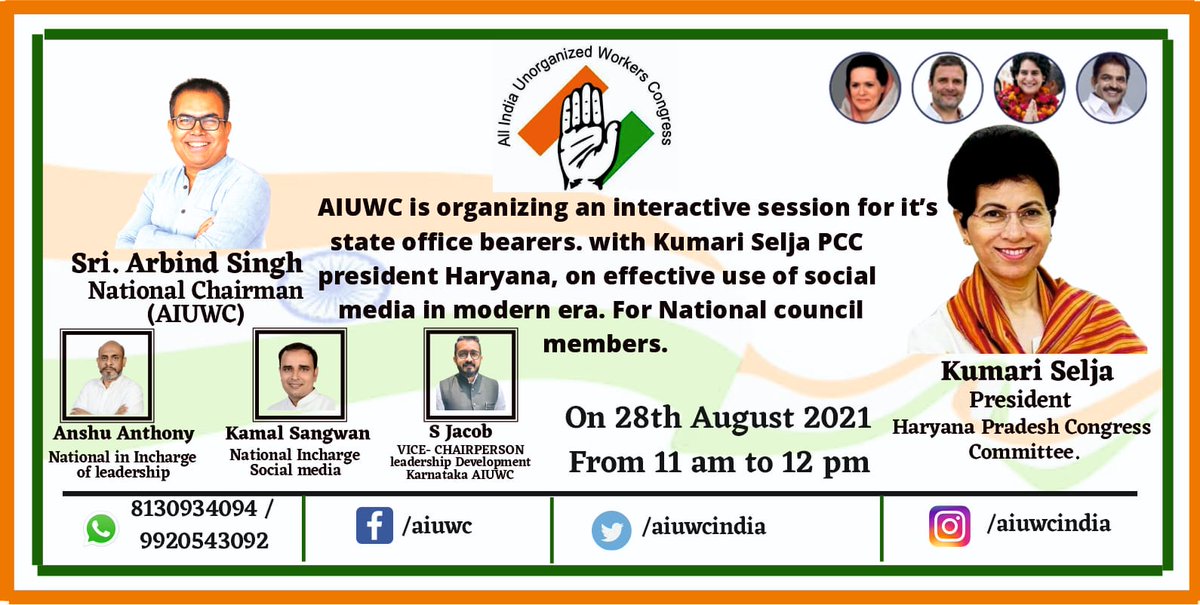 All India Unorganized Workers Congress
AIUWC is organizing an interactive session for it's
state office bearers. with Kumari Selja PCC
president Haryana, on effective use of social
media in modern era. For National council
members.
Sri. Arbind Singh
National Chairman
(AIUWC)
Anshu Anthony
National in Incharge
of leadership
Kamal Sangwan
National Incharge
Social media
S Jacob
VICE- CHAIRPERSON
leadership Development
Karnataka AIUWC
On 28th August 2021
From 11 am to 12 pm
Kumari Selja
President
Haryana Pradesh Congress
Committee.
8130934094 /
9920543092
/aiuwc
/aiuwcindia
/aiuwcindia